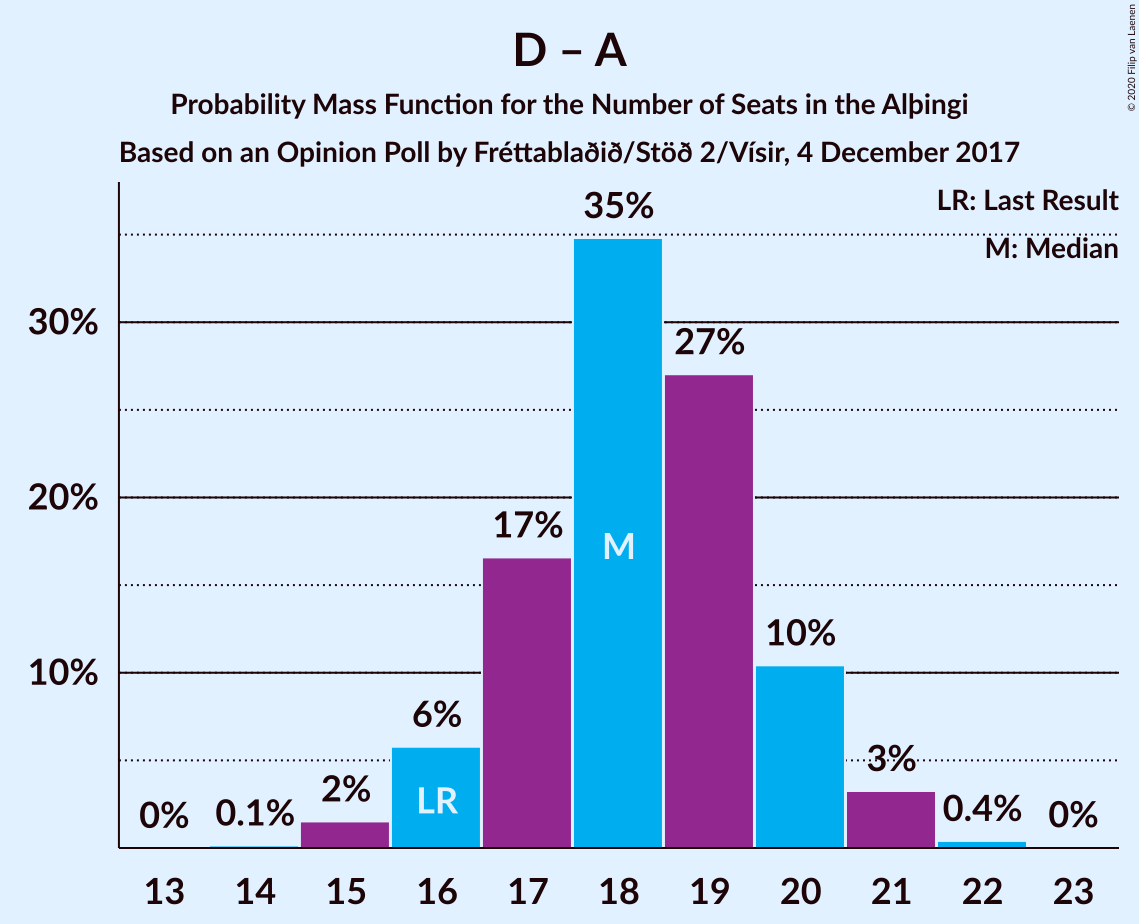 D – A
Probability Mass Function for the Number of Seats in the Alþingi
Based on an Opinion Poll by Fréttablaðið/Stöð 2/Vísir, 4 December 2017
© 2020 Filip van Laenen
LR: Last Result
M: Median
30%
20%
10%
0%
0.1%
2%
6%
17%
35%
27%
10%
3%
0.4%
0%
LR
M
13 14 15 16 17 18 19 20 21 22 23